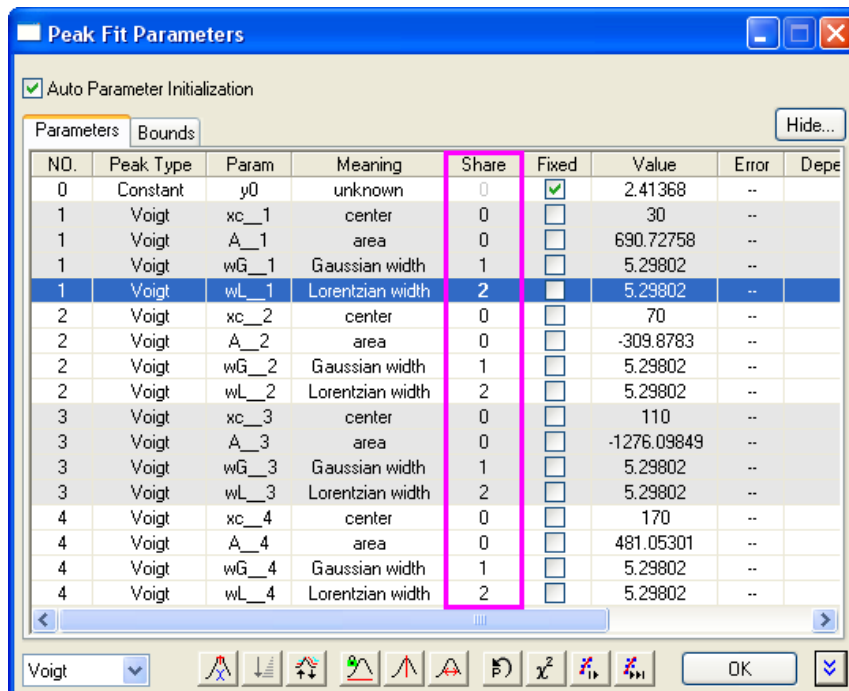 Peak Fit Parameters
Auto Parameter Initialization
Parameters Bounds Hide...
NO. Peak Type Param Meaning Share Fixed Value Error Depe
0 Constant y0 unknown 0 2.41368 --
1 Voigt xc__1 center 0 30 --
1 Voigt A__1 area 0 690.72758 --
1 Voigt wG__1 Gaussian width 1 5.29802 --
1 Voigt wL__1 Lorentzian width 2 5.29802 --
2 Voigt xc__2 center 0 70 --
2 Voigt A__2 area 0 -309.8783 --
2 Voigt wG__2 Gaussian width 1 5.29802 --
2 Voigt wL__2 Lorentzian width 2 5.29802 --
3 Voigt xc__3 center 0 110 --
3 Voigt A__3 area 0 -1276.09849 --
3 Voigt wG__3 Gaussian width 1 5.29802 --
3 Voigt wL__3 Lorentzian width 2 5.29802 --
4 Voigt xc__4 center 0 170 --
4 Voigt A__4 area 0 481.05301 --
4 Voigt wG__4 Gaussian width 1 5.29802 --
4 Voigt wL__4 Lorentzian width 2 5.29802 --
Voigt χ² OK